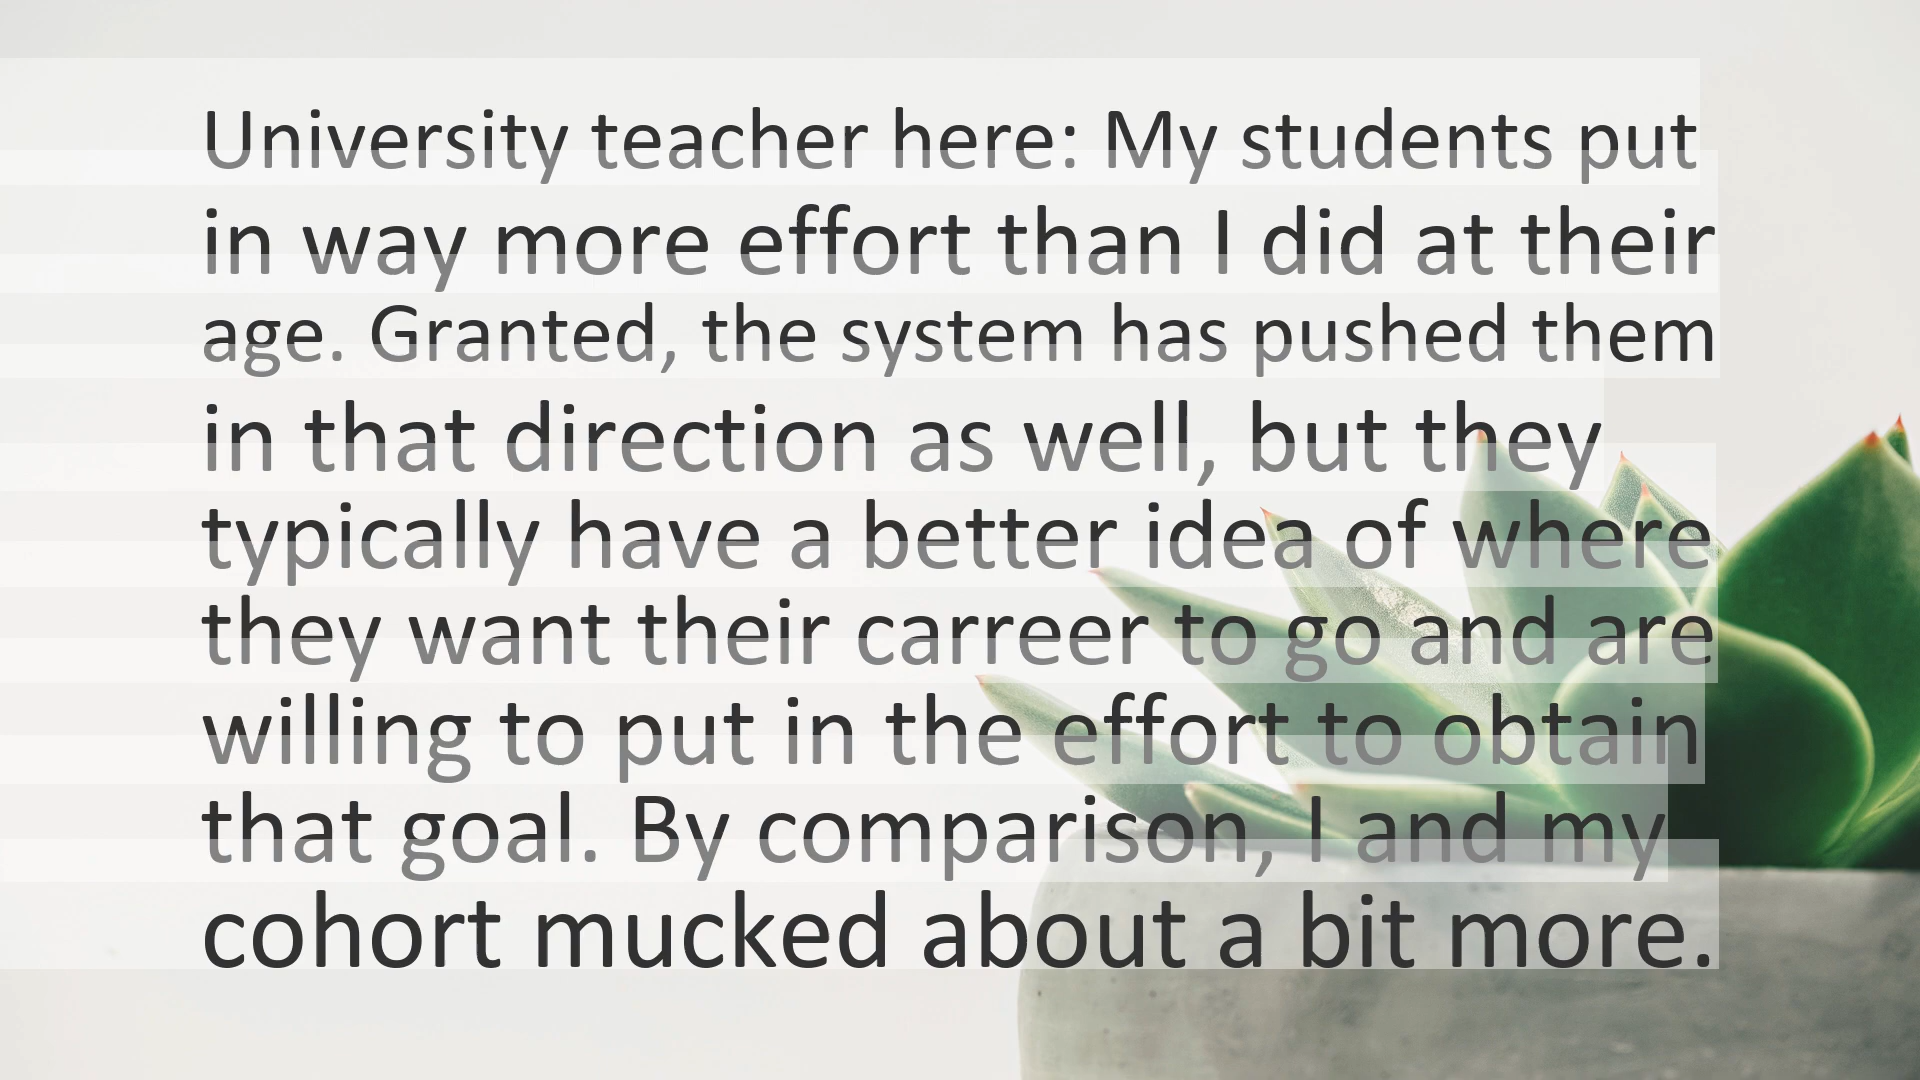 University teacher here: My students put
in way more effort than I did at their
age. Granted, the system has pushed them
in that direction as well, but they
typically have a better idea of where
they want their carreer to go and are
willing to put in the effort to obtain
that goal. By comparison, I and my
cohort mucked about a bit more.